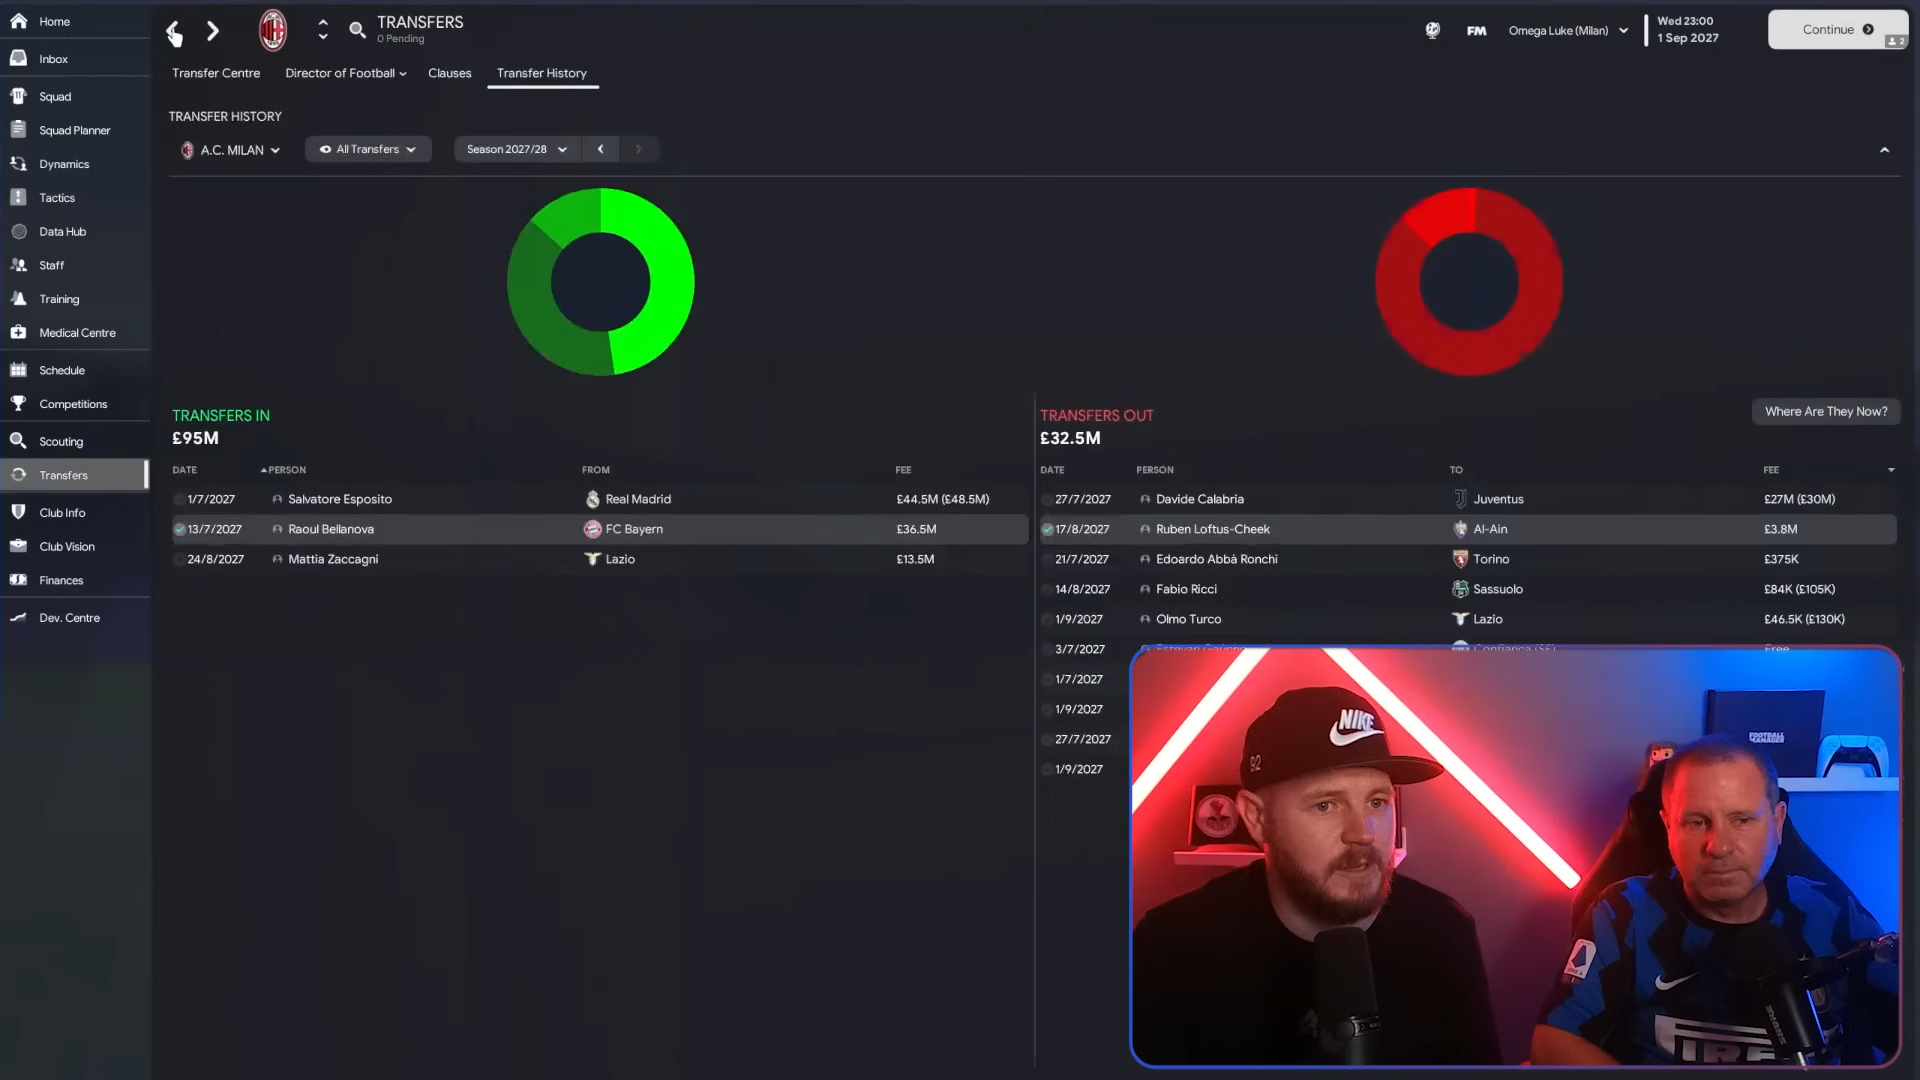 Home
TRANSFERS
0 Pending
FM
Omega Luke (Milan)
Wed 23:00
1 Sep 2027
Continue
2
Inbox
Transfer Centre
Director of Football
Clauses
Transfer History
Squad
Squad Planner
Dynamics
Tactics
Data Hub
Staff
Training
Medical Centre
Schedule
Competitions
Scouting
Transfers
Club Info
Club Vision
Finances
Dev. Centre
TRANSFER HISTORY
A.C. MILAN
All Transfers
Season 2027/28
TRANSFERS IN
£95M
DATE PERSON FROM FEE
1/7/2027 Salvatore Esposito Real Madrid £44.5M (£48.5M)
13/7/2027 Raoul Bellanova FC Bayern £36.5M
24/8/2027 Mattia Zaccagni Lazio £13.5M
TRANSFERS OUT
£32.5M
Where Are They Now?
DATE PERSON TO FEE
27/7/2027 Davide Calabria Juventus £27M (£30M)
17/8/2027 Ruben Loftus-Cheek Al-Ain £3.8M
21/7/2027 Edoardo Abbà Ronchi Torino £375K
14/8/2027 Fabio Ricci Sassuolo £84K (£105K)
1/9/2027 Olmo Turco Lazio £46.5K (£130K)
3/7/2027
1/7/2027
1/9/2027
27/7/2027
1/9/2027
NIKE
92
FOOTBALL
MANAGER
SHURE